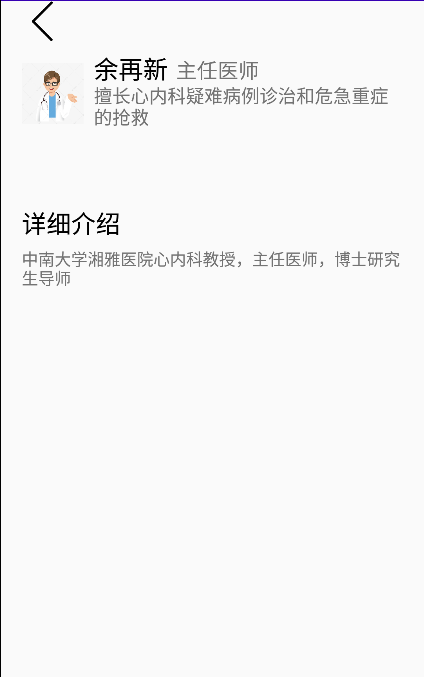 余再新 主任医师
擅长心内科疑难病例诊治和危急重症
的抢救
详细介绍
中南大学湘雅医院心内科教授，主任医师，博士研究
生导师